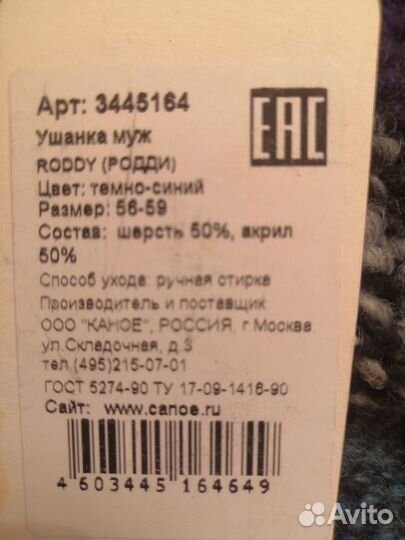 Арт: 3445164
Ушанка муж
RODDY (РОДДИ)
Цвет: темно-синий
Размер: 56-59
Состав: шерсть 50%, акрил
50%
Способ ухода: ручная стирка
Производитель и поставщик
ООО "КАНОЕ", РОССИЯ, г.Москва.
ул.Складочная, д.3
тел.(495)215-07-01
ГОСТ 5274-90 ТУ 17-09-1416-90
Сайт: www.canoe.ru
4 603445 164649
EAC
Avito